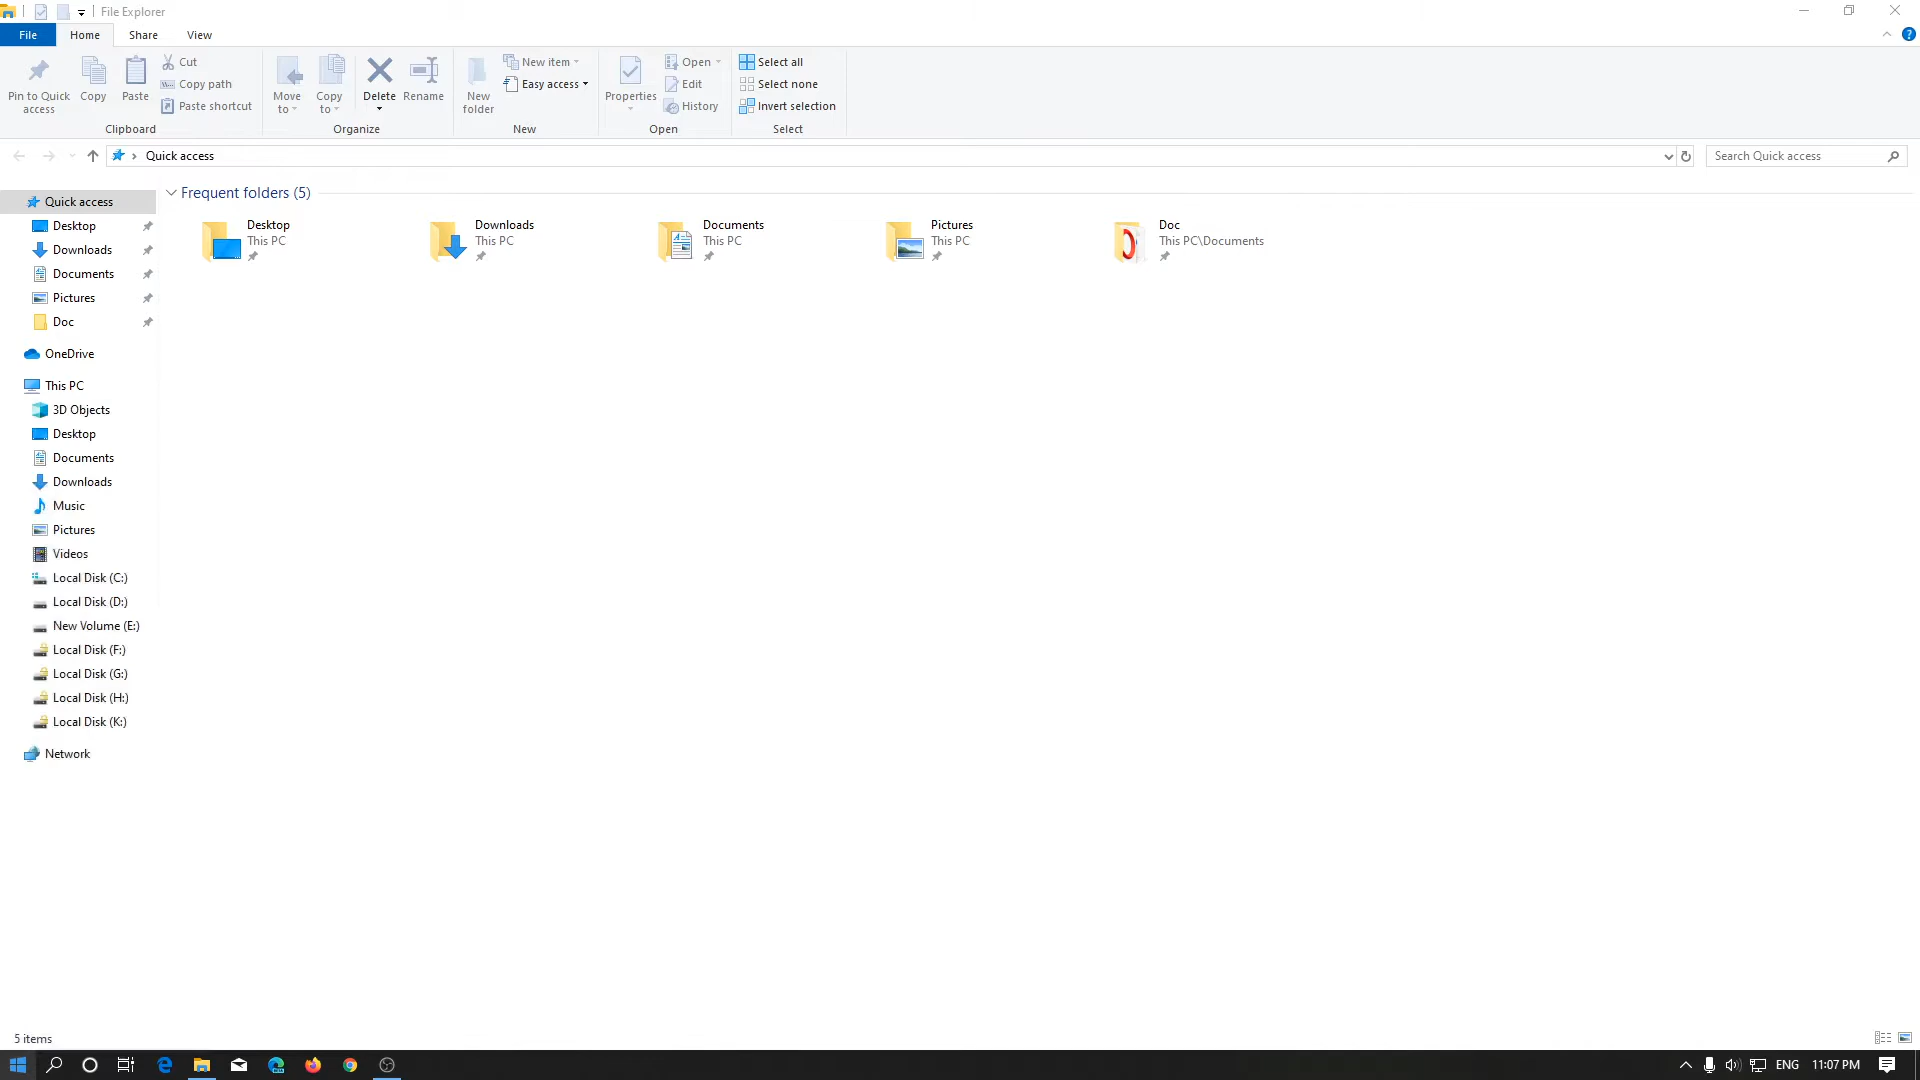 File Explorer
File Home Share View
Pin to Quick access
Copy
Paste
Cut
Copy path
Paste shortcut
Clipboard
Move to
Copy to
Delete
Rename
Organize
New folder
New item
Easy access
New
Properties
Open
Edit
History
Open
Select all
Select none
Invert selection
Select
Quick access
Search Quick access
Quick access
Desktop
Downloads
Documents
Pictures
Doc
OneDrive
This PC
3D Objects
Desktop
Documents
Downloads
Music
Pictures
Videos
Local Disk (C:)
Local Disk (D:)
New Volume (E:)
Local Disk (F:)
Local Disk (G:)
Local Disk (H:)
Local Disk (K:)
Network
Frequent folders (5)
Desktop
This PC
Downloads
This PC
Documents
This PC
Pictures
This PC
Doc
This PC\Documents
5 items
ENG 11:07 PM